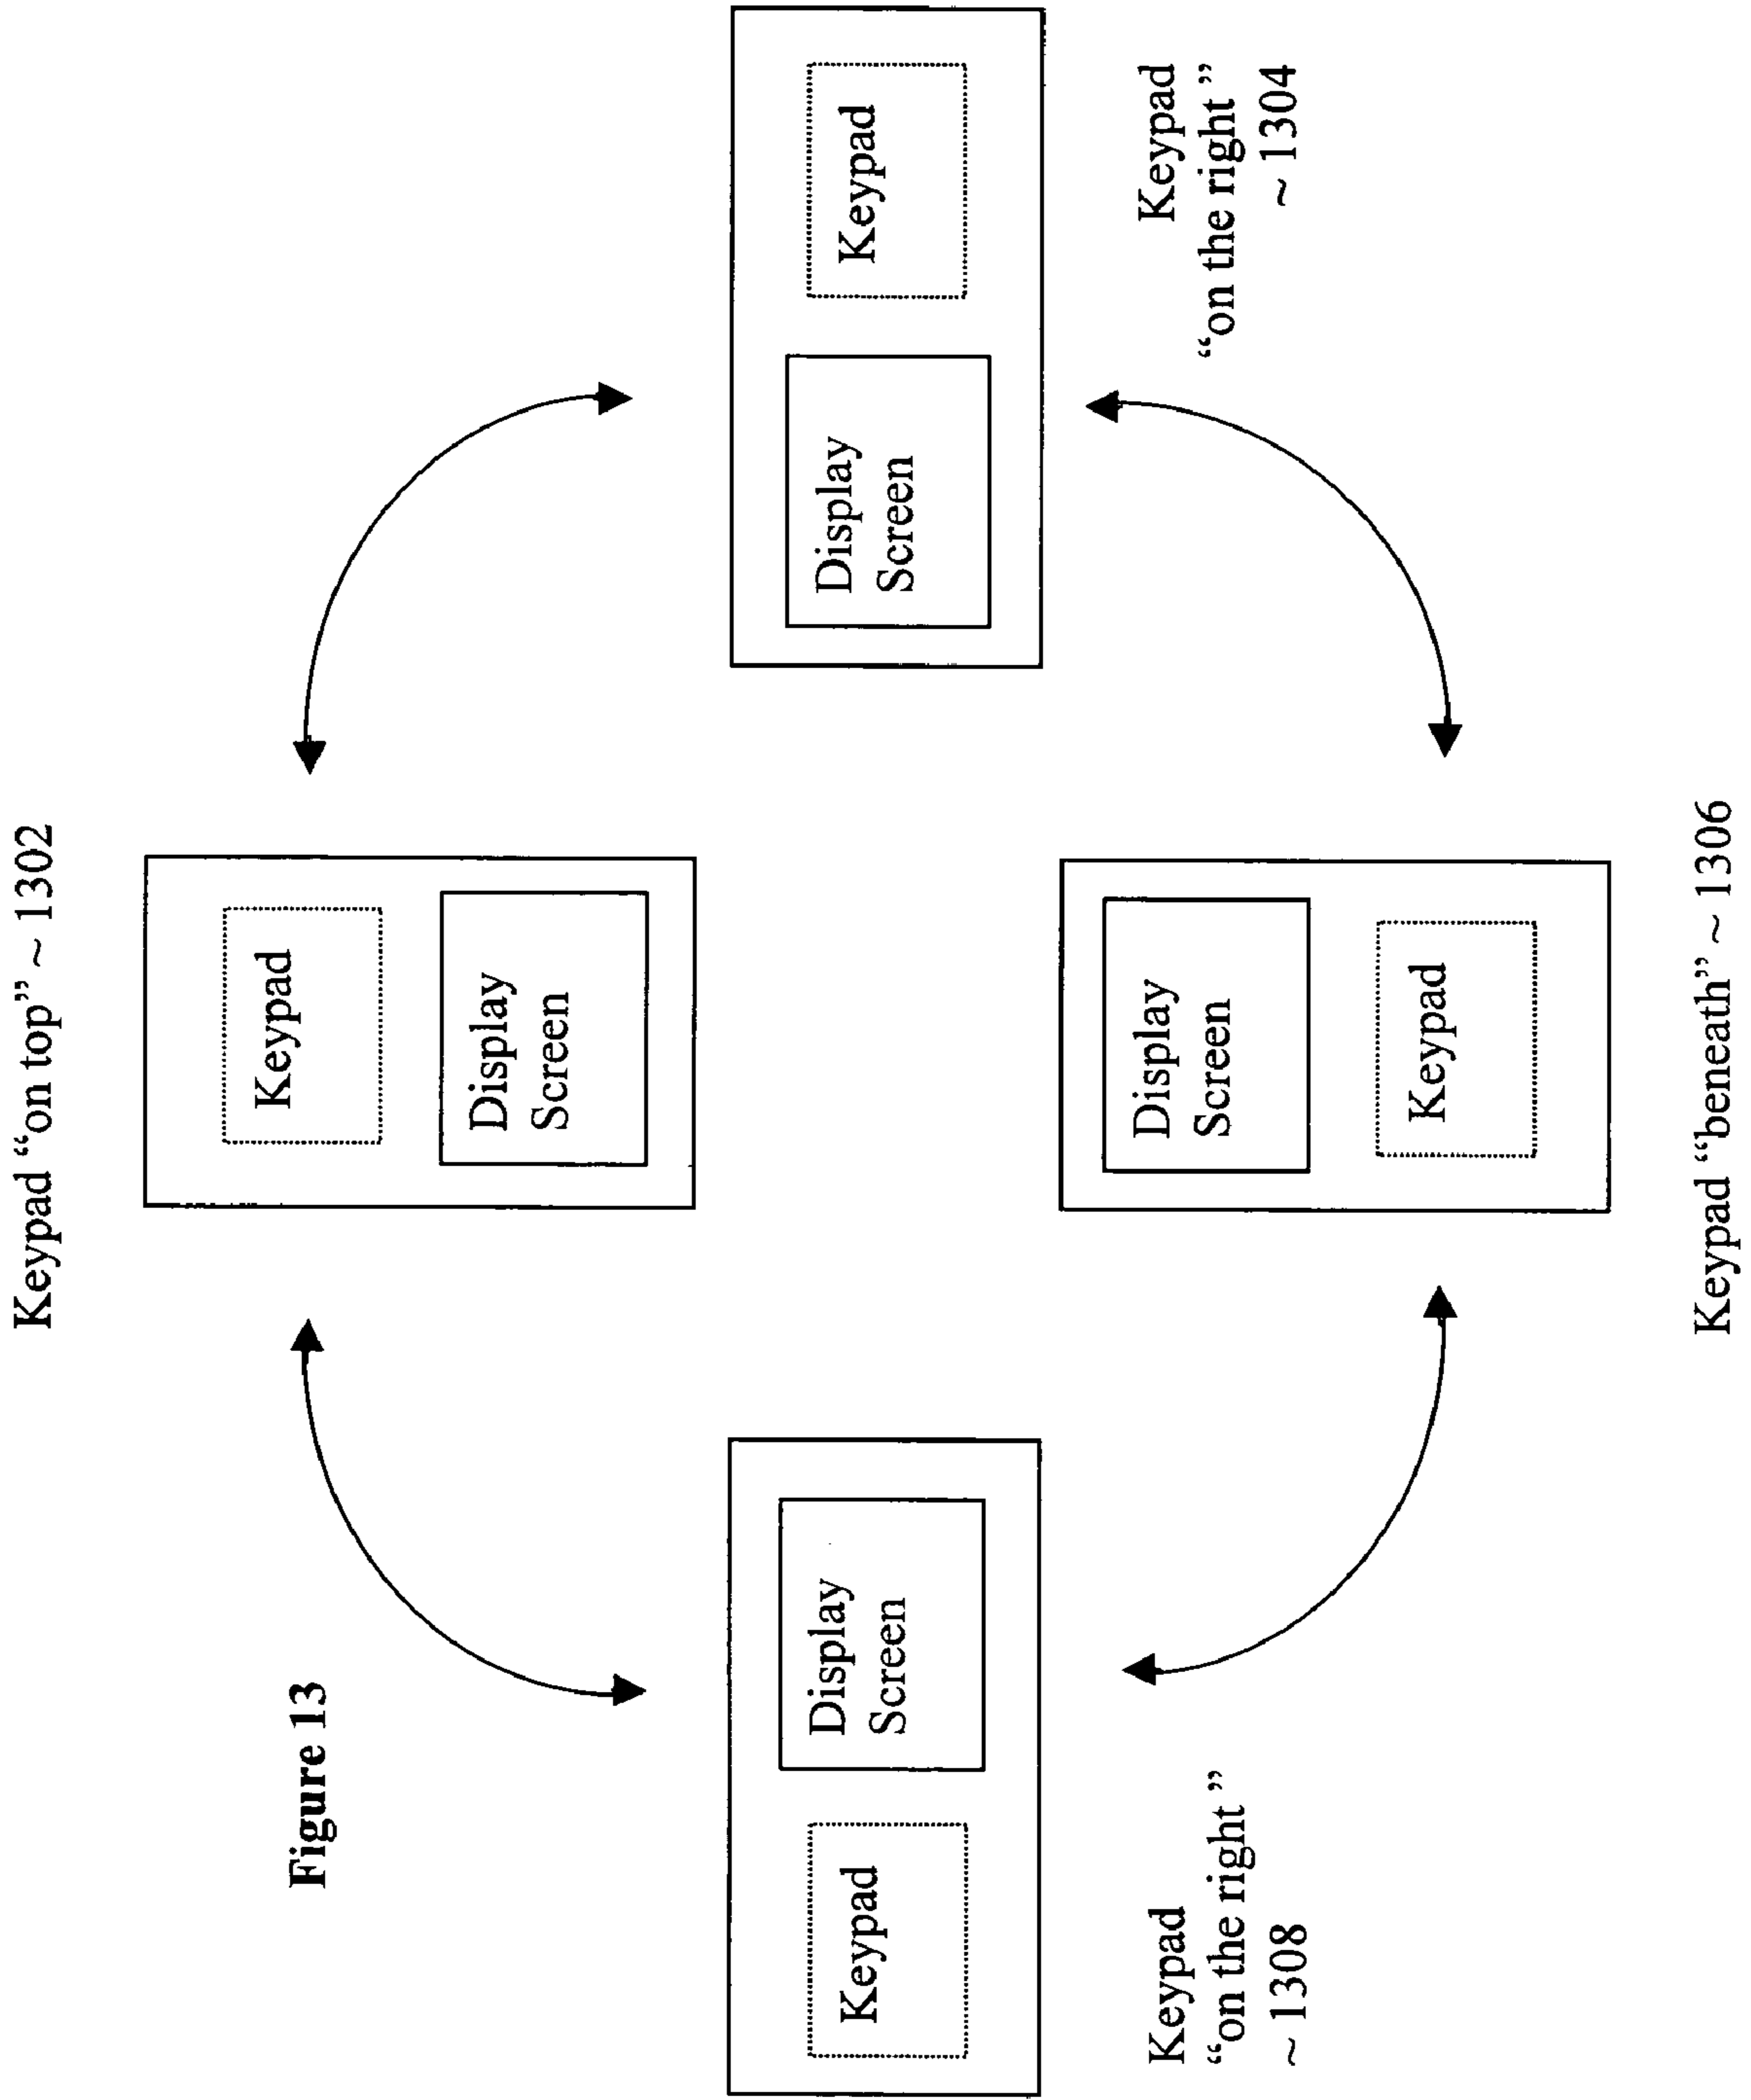 Keypad “on top” ~ 1302
Figure 13
Keypad
Display
Screen
Keypad
Display
Screen
Display
Screen
Keypad
Keypad
“on the right ”
~ 1308
Keypad
“on the right ”
~ 1304
Display
Screen
Keypad
Keypad “beneath” ~ 1306